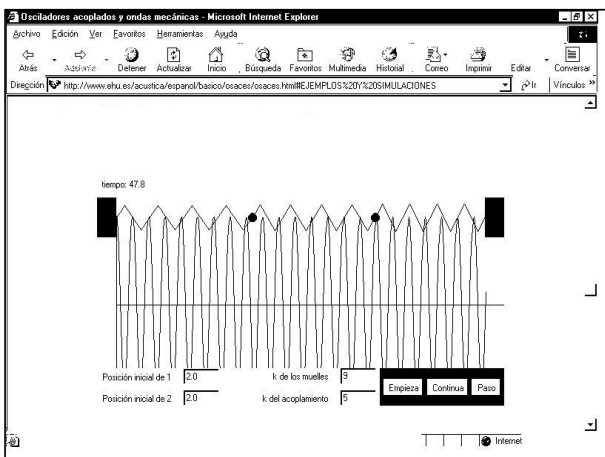 Osciladores acoplados y ondas mecánicas - Microsoft Internet Explorer
Archivo Edición Ver Favoritos Herramientas Ayuda
Atrás Adelante Detener Actualizar Inicio Búsqueda Favoritos Multimedia Historial Correo Imprimir Editar Conversar
Dirección http://www.ehu.es/acustica/espanol/basico/osaces/osaces.html#EJEMPLOS%20Y%20SIMULACIONES Ir Vínculos »
tiempo: 47.8
Posición inicial de 1 2.0 k de los muelles 9
Empieza Continua Paso
Posición inicial de 2 2.0 k del acoplamiento 5
Internet